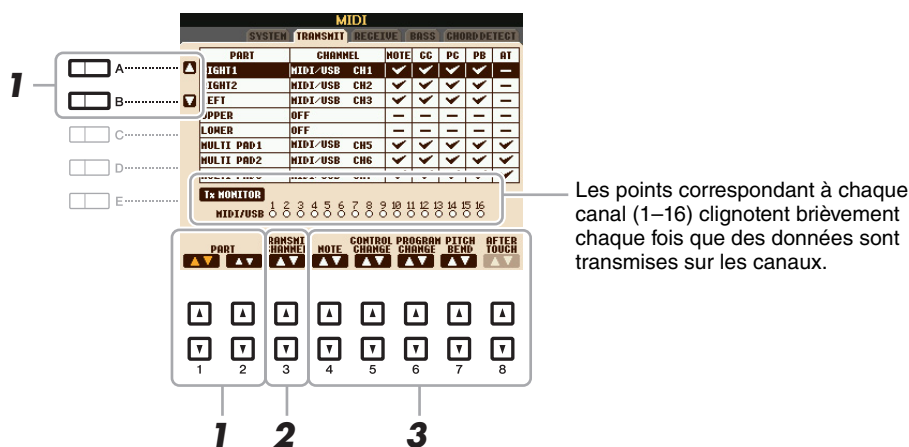 MIDI
SYSTEM TRANSMIT RECEIVE BASS CHORD DETECT
PART CHANNEL NOTE CC PC PB AT
IGHT1 MIDI/USB CH1
IGHT2 MIDI/USB CH2
EFT MIDI/USB CH3
UPPER OFF
LOWER OFF
MULTI PAD1 MIDI/USB CH5
MULTI PAD2 MIDI/USB CH6
A
B
C
D
E
1
Tx MONITOR
1 2 3 4 5 6 7 8 9 10 11 12 13 14 15 16
MIDI/USB
Les points correspondant à chaque
canal (1–16) clignotent brièvement
chaque fois que des données sont
transmises sur les canaux.
PART TRANSMI CHANNEL NOTE CONTROL CHANGE PROGRAM CHANGE PITCH BEND AFTER TOUCH
1 2 3 4 5 6 7 8
1 2 3